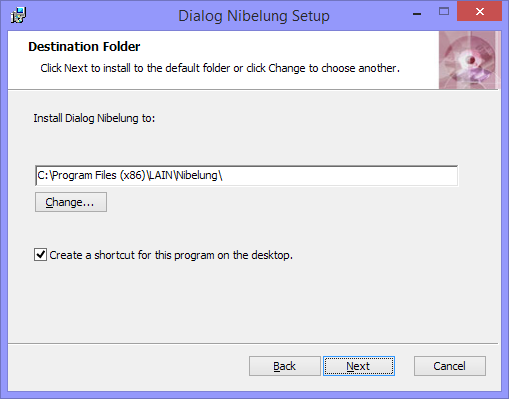 Dialog Nibelung Setup
Destination Folder
Click Next to install to the default folder or click Change to choose another.
Install Dialog Nibelung to:
C:\Program Files (x86)\LAIN\Nibelung\
Change...
Create a shortcut for this program on the desktop.
Back Next Cancel